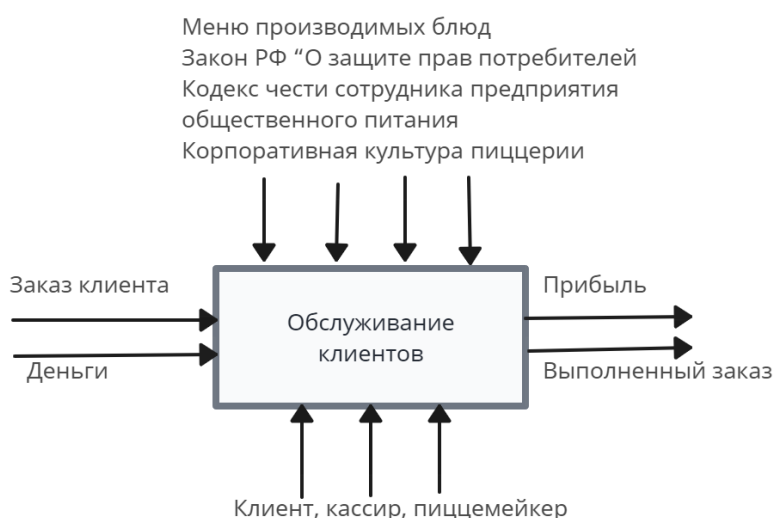 Меню производимых блюд
Закон РФ “О защите прав потребителей
Кодекс чести сотрудника предприятия
общественного питания
Корпоративная культура пиццерии
Заказ клиента
Деньги
Обслуживание
клиентов
Прибыль
Выполненный заказ
Клиент, кассир, пиццемейкер